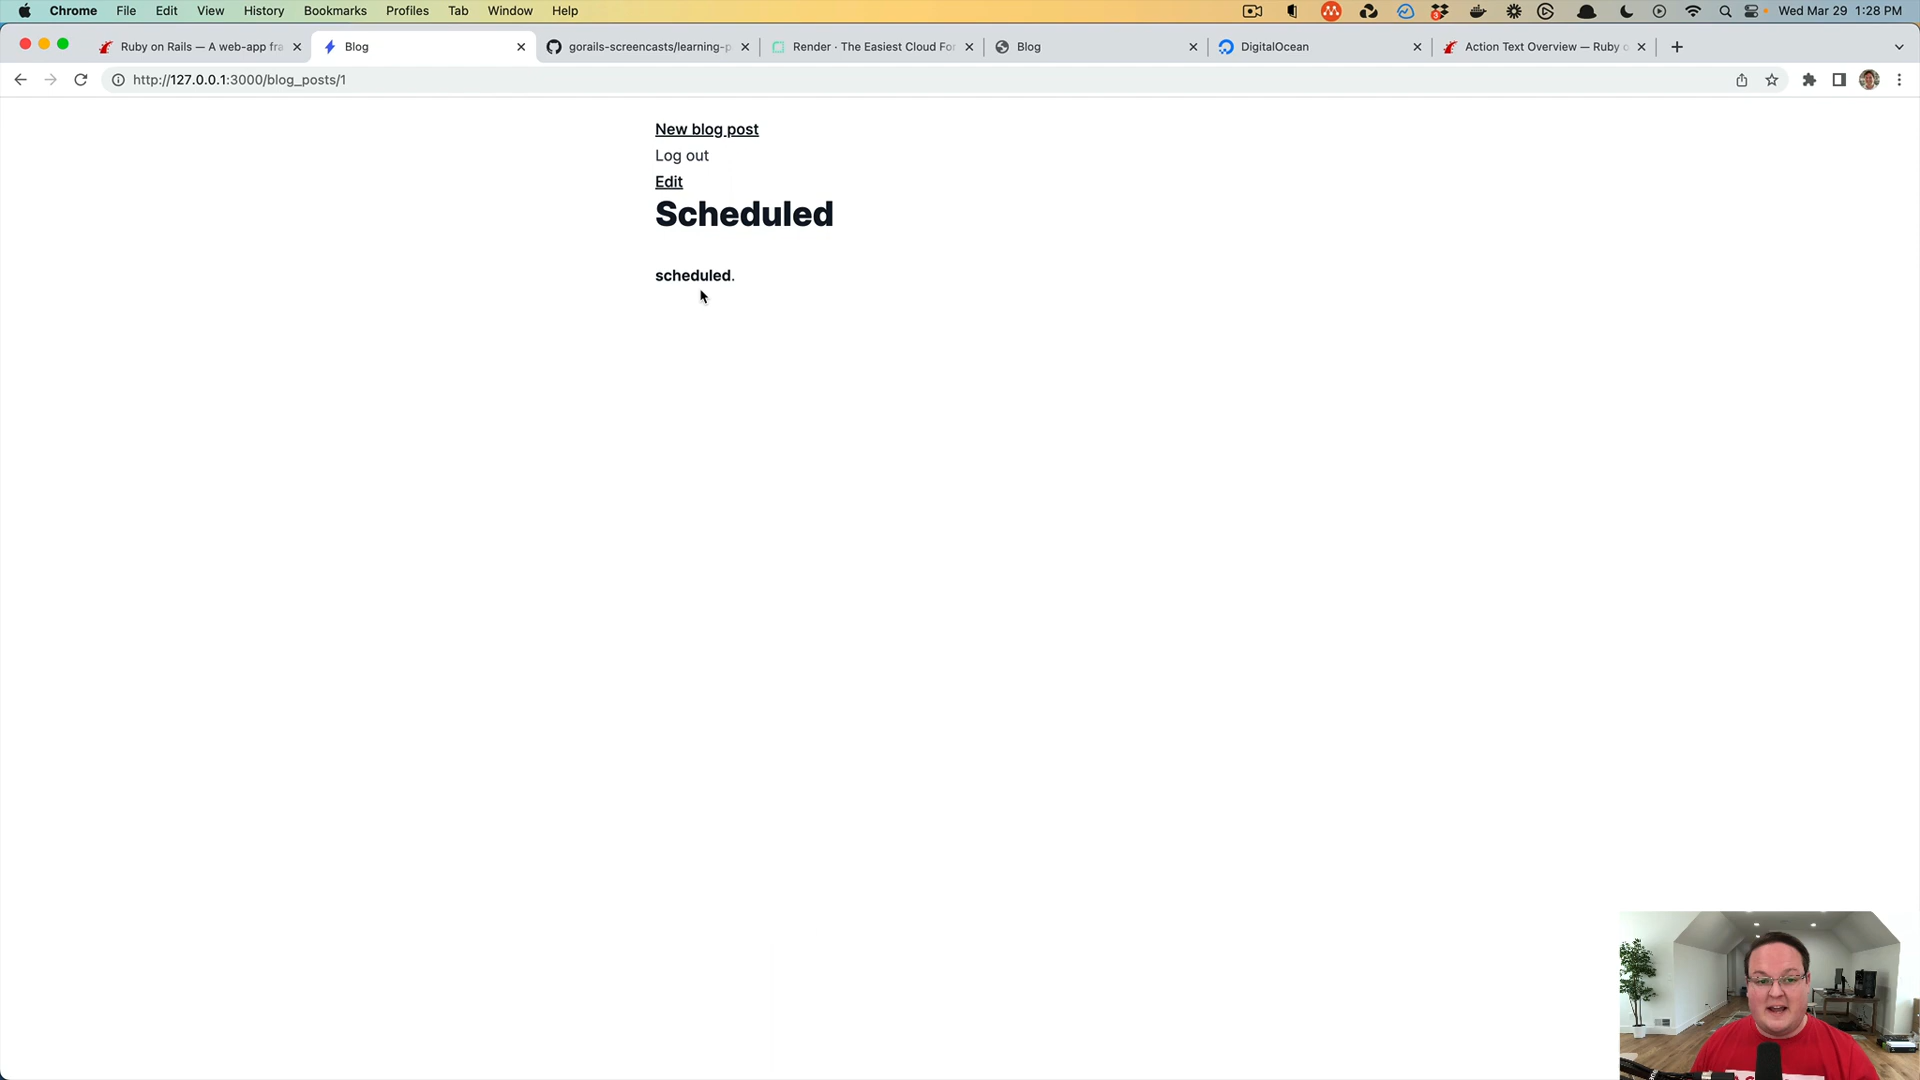 Chrome File Edit View History Bookmarks Profiles Tab Window Help 3 Wed Mar 29 1:28 PM
Ruby on Rails — A web-app fra Blog gorails-screencasts/learning-p Render · The Easiest Cloud For Blog DigitalOcean Action Text Overview — Ruby o
http://127.0.0.1:3000/blog_posts/1
New blog post
Log out
Edit
Scheduled
scheduled.